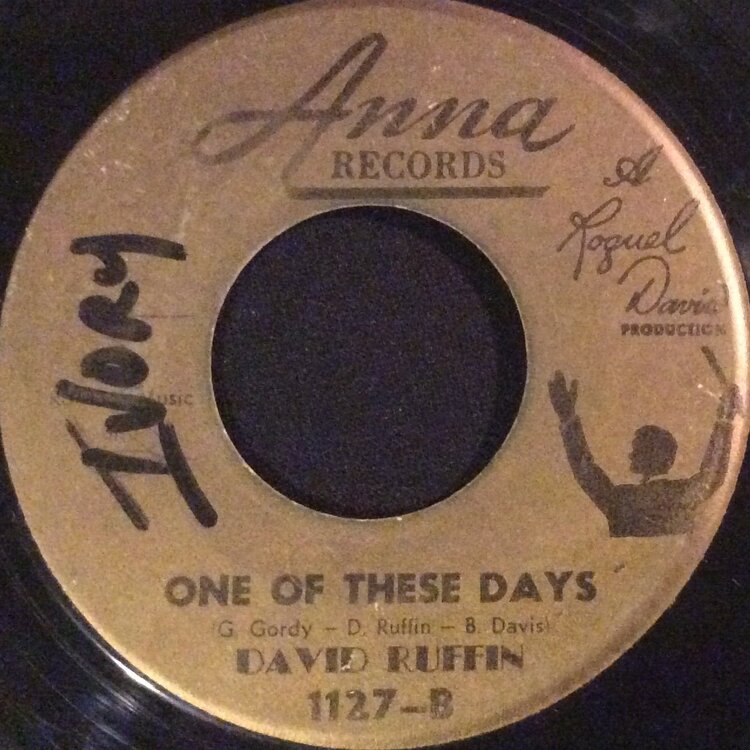 Anna
RECORDS
A
Roquel
Davis
PRODUCTION
IVORY
MUSIC
ONE OF THESE DAYS
(G. Gordy – D. Ruffin – B. Davis)
DAVID RUFFIN
1127–B